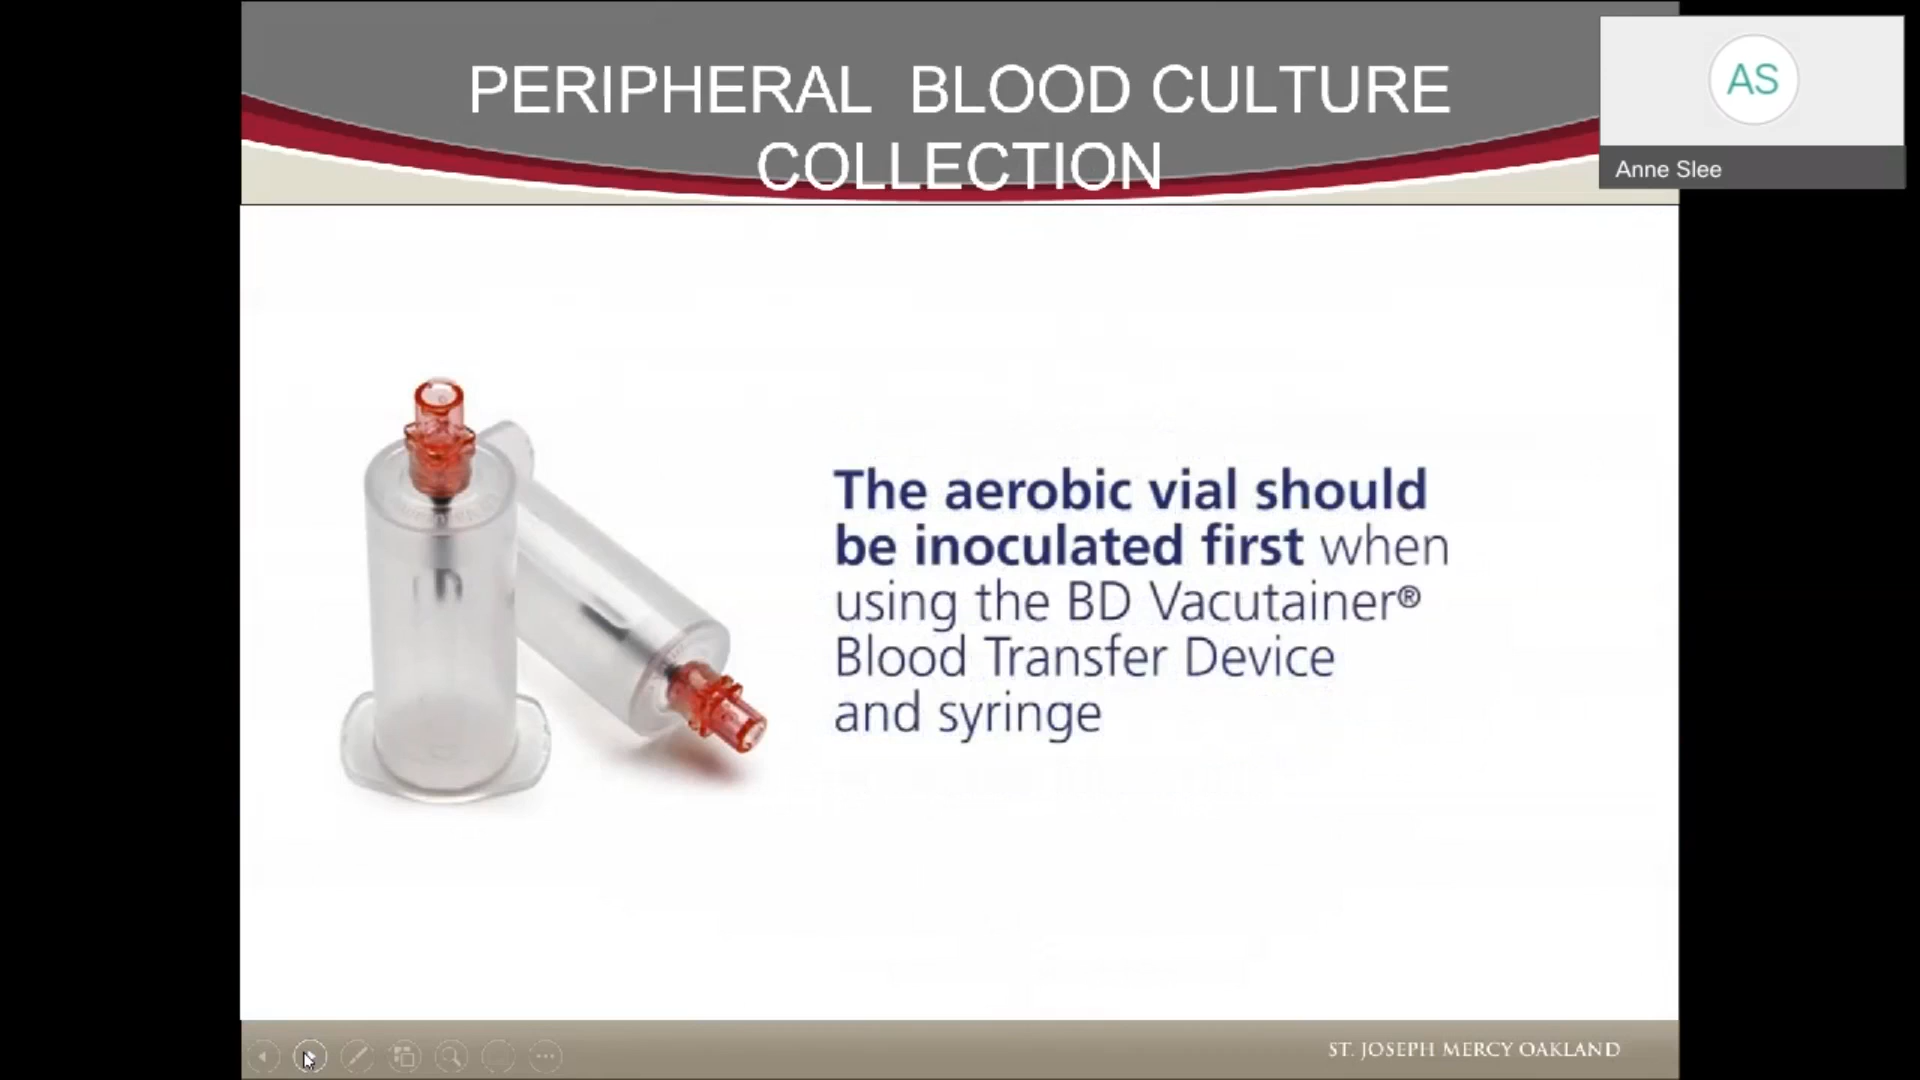 PERIPHERAL BLOOD CULTURE
COLLECTION
AS
Anne Slee
The aerobic vial should
be inoculated first when
using the BD Vacutainer®
Blood Transfer Device
and syringe
ST. JOSEPH MERCY OAKLAND